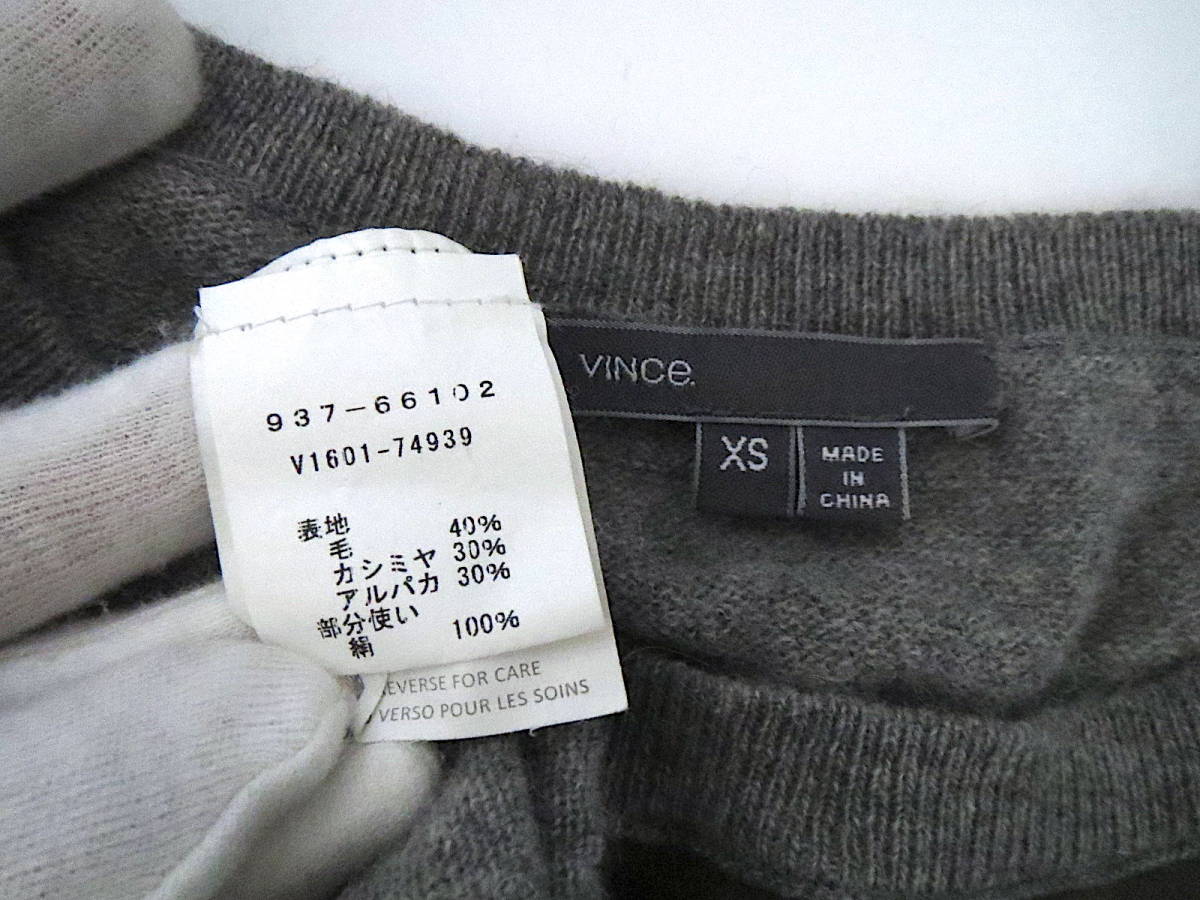 937-66102
V1601-74939
表地
毛 40%
カシミヤ 30%
アルパカ 30%
部分使い
絹 100%
REVERSE FOR CARE
VERSO POUR LES SOINS
VINCE.
XS
MADE
IN
CHINA